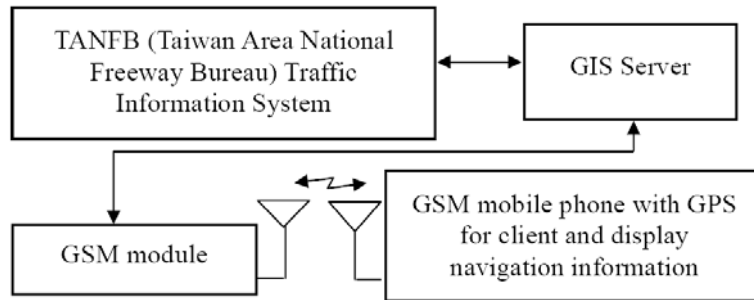 TANFB (Taiwan Area National
Freeway Bureau) Traffic
Information System
GIS Server
GSM module
GSM mobile phone with GPS
for client and display
navigation information